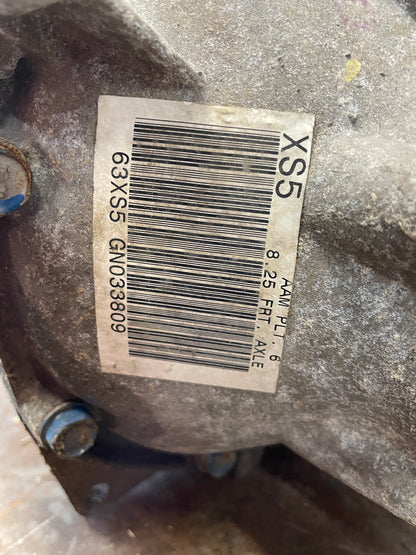 XS5
AAM PLT. 6
8.25 FRT. AXLE
63XS5 GN033809